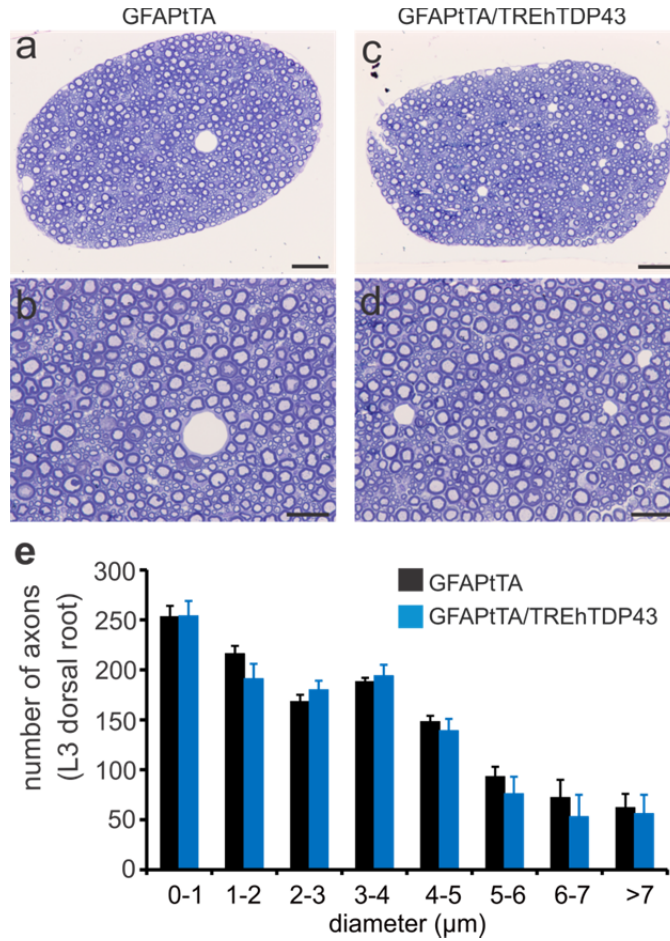 GFAPtTA
GFAPtTA/TREhTDP43
a
c
b
d
e
300
250
200
150
100
50
0
number of axons
(L3 dorsal root)
GFAPtTA
GFAPtTA/TREhTDP43
0-1 1-2 2-3 3-4 4-5 5-6 6-7 >7
diameter (µm)